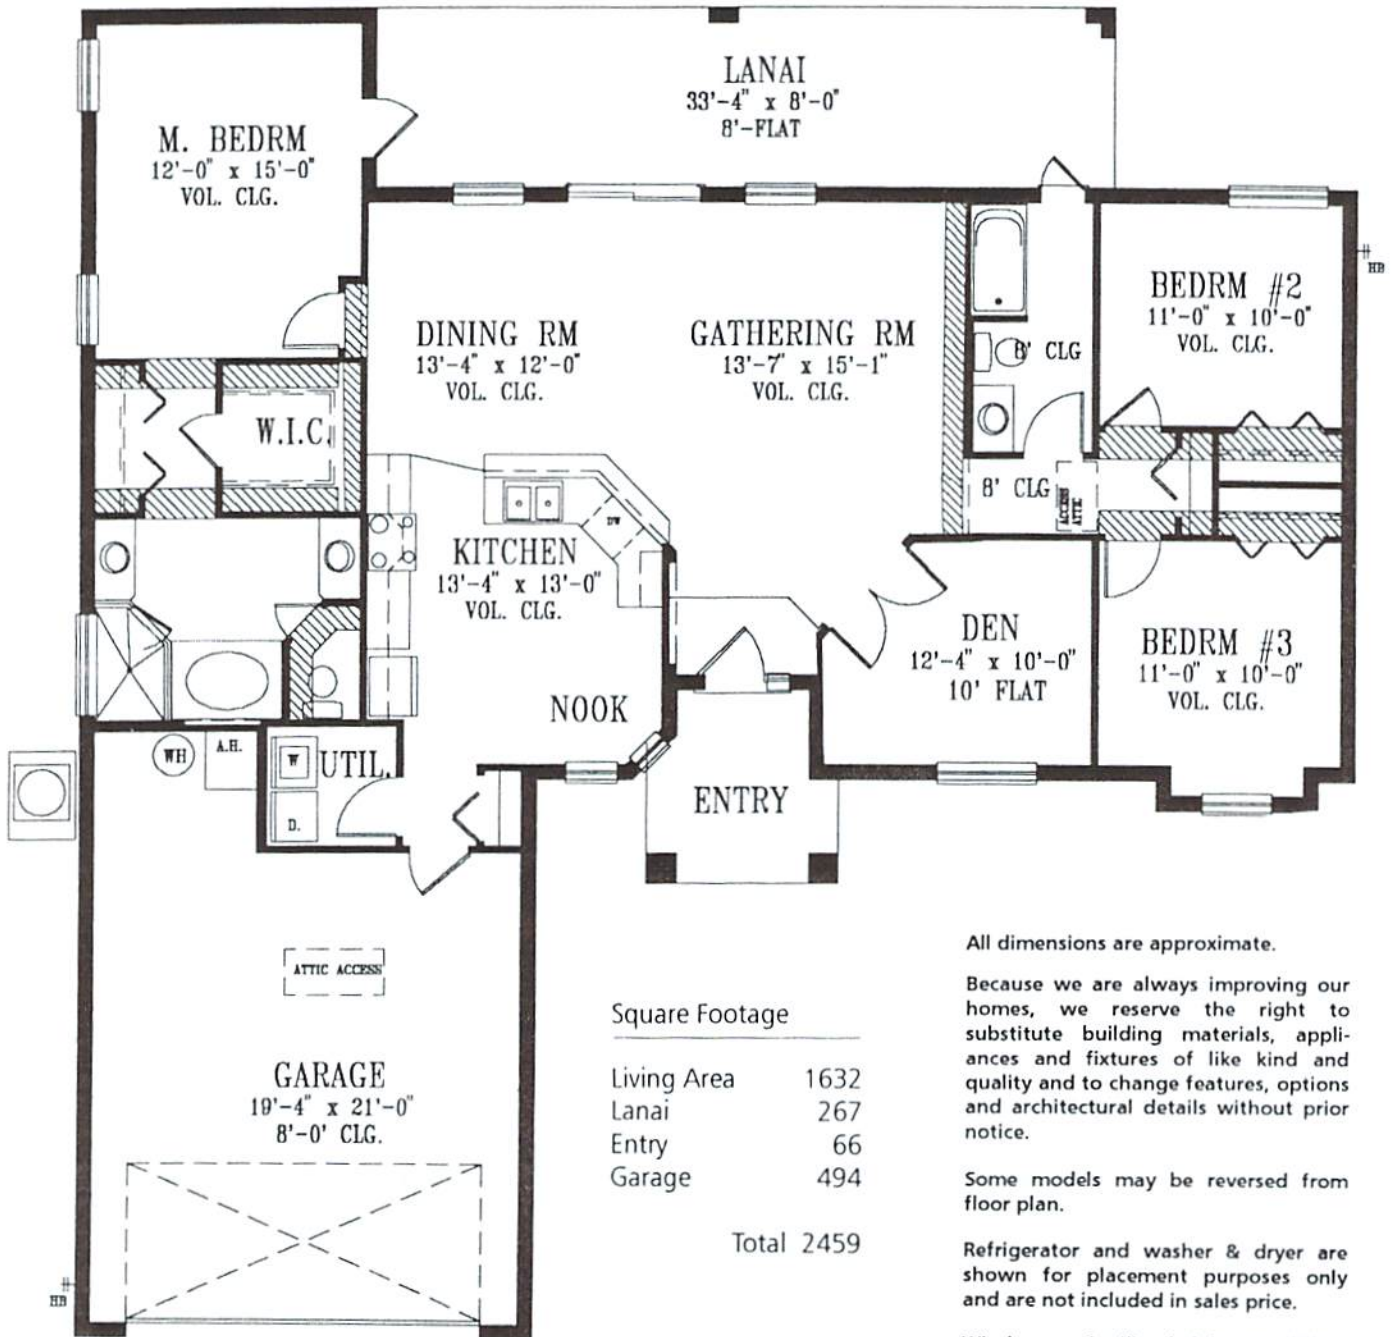 LANAI
33'-4" x 8'-0"
8'-FLAT
M. BEDRM
12'-0" x 15'-0"
VOL. CLG.
BEDRM #2
11'-0" x 10'-0"
VOL. CLG.
HB
DINING RM
13'-4" x 12'-0"
VOL. CLG.
GATHERING RM
13'-7" x 15'-1"
VOL. CLG.
8' CLG
W.I.C.
8' CLG
ACCESS
ATTIC
DW
KITCHEN
13'-4" x 13'-0"
VOL. CLG.
DEN
12'-4" x 10'-0"
10' FLAT
BEDRM #3
11'-0" x 10'-0"
VOL. CLG.
NOOK
WH
A.H.
W
UTIL.
D.
ENTRY
ATTIC ACCESS
GARAGE
19'-4" x 21'-0"
8'-0' CLG.
HB
Square Footage
Living Area 1632
Lanai 267
Entry 66
Garage 494
Total 2459
All dimensions are approximate.
Because we are always improving our
homes, we reserve the right to
substitute building materials, appli-
ances and fixtures of like kind and
quality and to change features, options
and architectural details without prior
notice.
Some models may be reversed from
floor plan.
Refrigerator and washer & dryer are
shown for placement purposes only
and are not included in sales price.